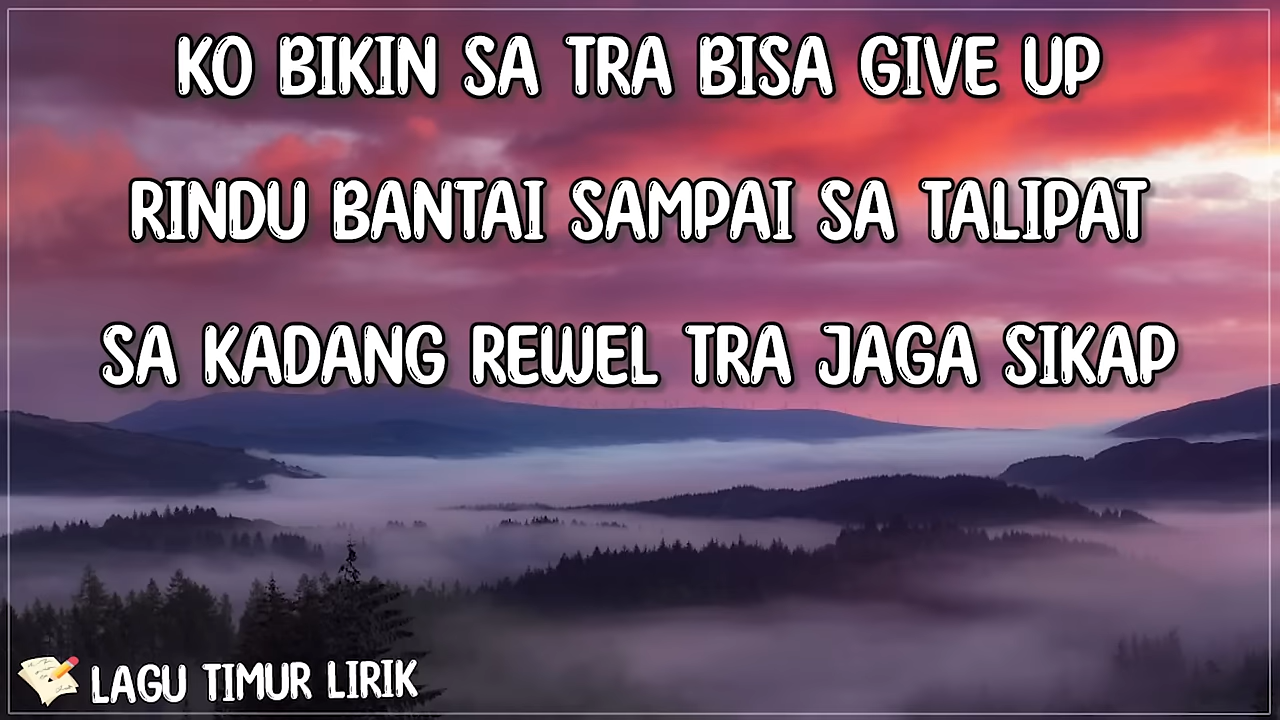 KO BIKIN SA TRA BISA GIVE UP
RINDU BANTAI SAMPAI SA TALIPAT
SA KADANG REWEL TRA JAGA SIKAP
LAGU TIMUR LIRIK